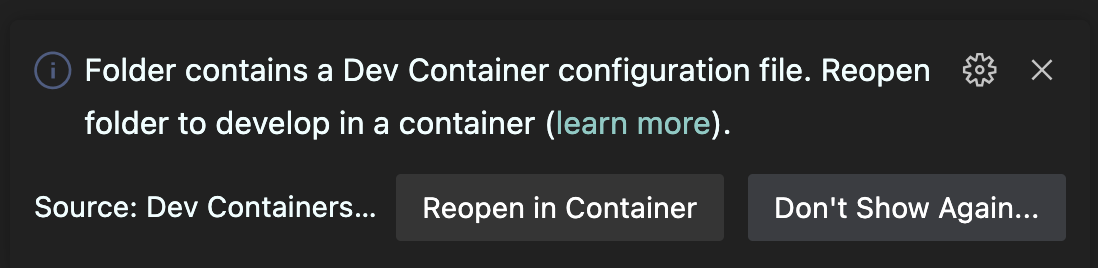 Folder contains a Dev Container configuration file. Reopen
folder to develop in a container (learn more).
Source: Dev Containers... Reopen in Container Don't Show Again...